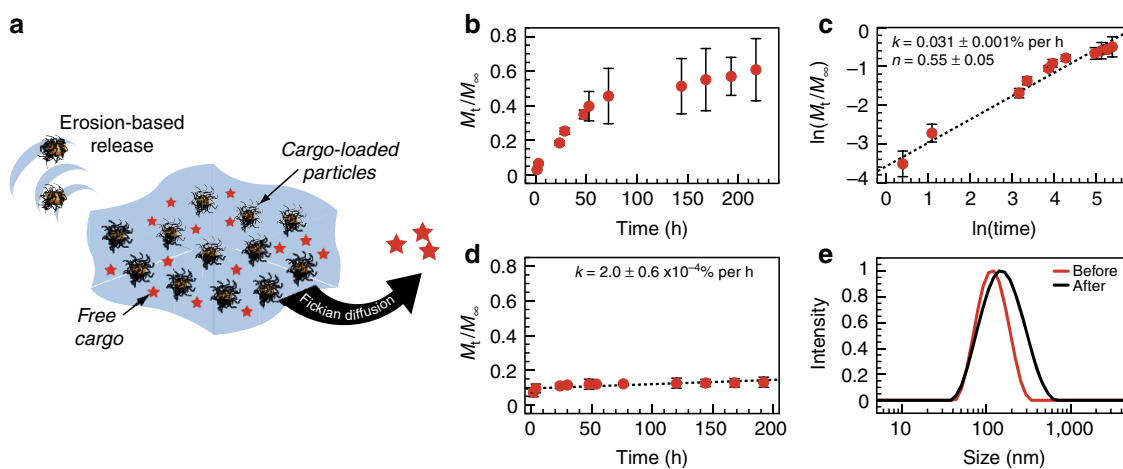 a
Erosion-based
release
Cargo-loaded
particles
Free
cargo
Fickian diffusion
b
0.8
0.6
0.4
0.2
0
Mt/M∞
0 50 100 150 200
Time (h)
c
k = 0.031 ± 0.001% per h
n = 0.55 ± 0.05
0
−1
−2
−3
−4
ln(Mt/M∞)
0 1 2 3 4 5
ln(time)
d
k = 2.0 ± 0.6 x10⁻⁴% per h
0.8
0.6
0.4
0.2
0
Mt/M∞
0 50 100 150 200
Time (h)
e
Before
After
1
0.8
0.6
0.4
0.2
0
Intensity
10 100 1,000
Size (nm)